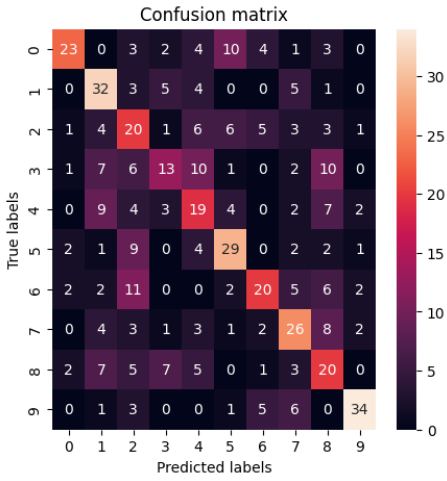 Confusion matrix
0 23 0 3 2 4 10 4 1 3 0
1 0 32 3 5 4 0 0 5 1 0
2 1 4 20 1 6 6 5 3 3 1
3 1 7 6 13 10 1 0 2 10 0
4 0 9 4 3 19 4 0 2 7 2
5 2 1 9 0 4 29 0 2 2 1
6 2 2 11 0 0 2 20 5 6 2
7 0 4 3 1 3 1 2 26 8 2
8 2 7 5 7 5 0 1 3 20 0
9 0 1 3 0 0 1 5 6 0 34
0 1 2 3 4 5 6 7 8 9
Predicted labels
True labels
30
25
20
15
10
5
0